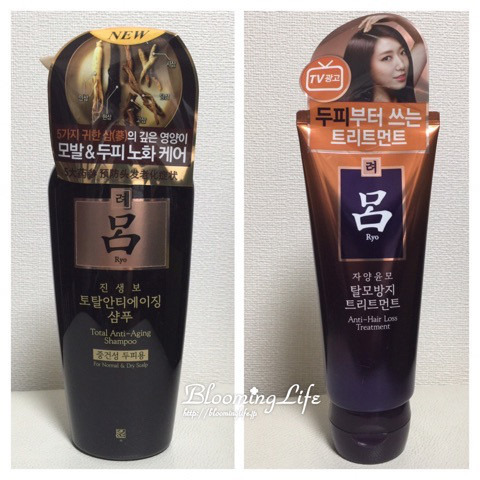 NEW
5가지 귀한 삼(蔘)의 깊은 영양이
모발&두피 노화 케어
려
呂
Ryo
진생보
토탈안티에이징
샴푸
Total Anti-Aging
Shampoo
중건성 두피용
For Normal & Dry Scalp
TV광고
두피부터 쓰는
트리트먼트
려
呂
Ryo
자양윤모
탈모방지
트리트먼트
Anti-Hair Loss
Treatment
BloomingLife